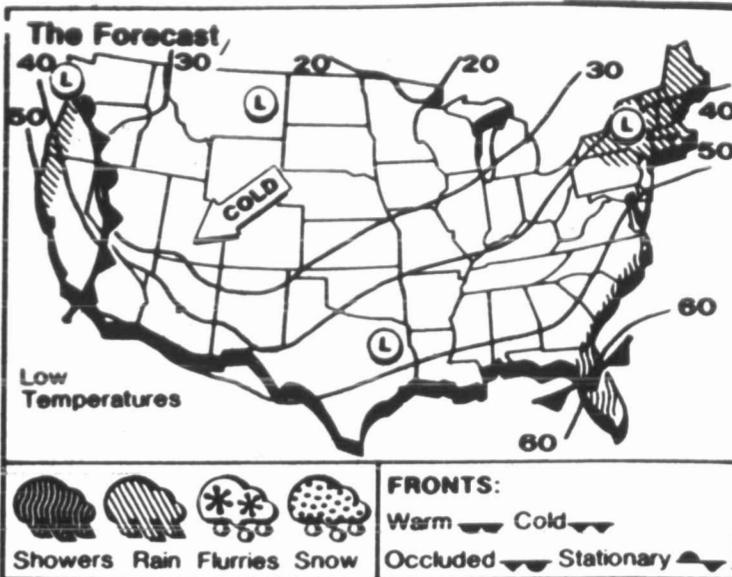 The Forecast
40
30
20
20
30
L
L
50
L
40
50
COLD
60
L
Low
Temperatures
60
FRONTS:
Warm Cold
Showers Rain Flurries Snow
Occluded Stationary